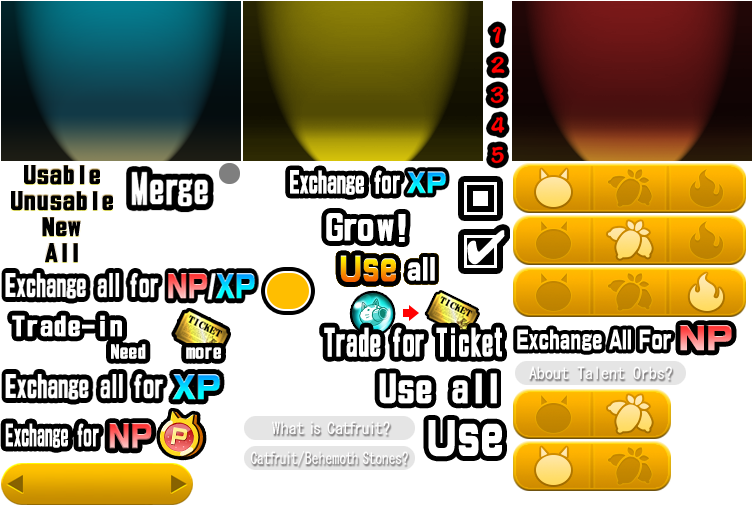 1
2
3
4
5
Usable
Unusable
New
All
Merge
Exchange for XP
Grow!
Use all
Exchange all for NP/XP
Trade-in
Need more
TICKET
TICKET
Trade for Ticket
Exchange All For NP
About Talent Orbs?
Exchange all for XP
Use all
Exchange for NP
P
What is Catfruit?
Use
Catfruit/Behemoth Stones?